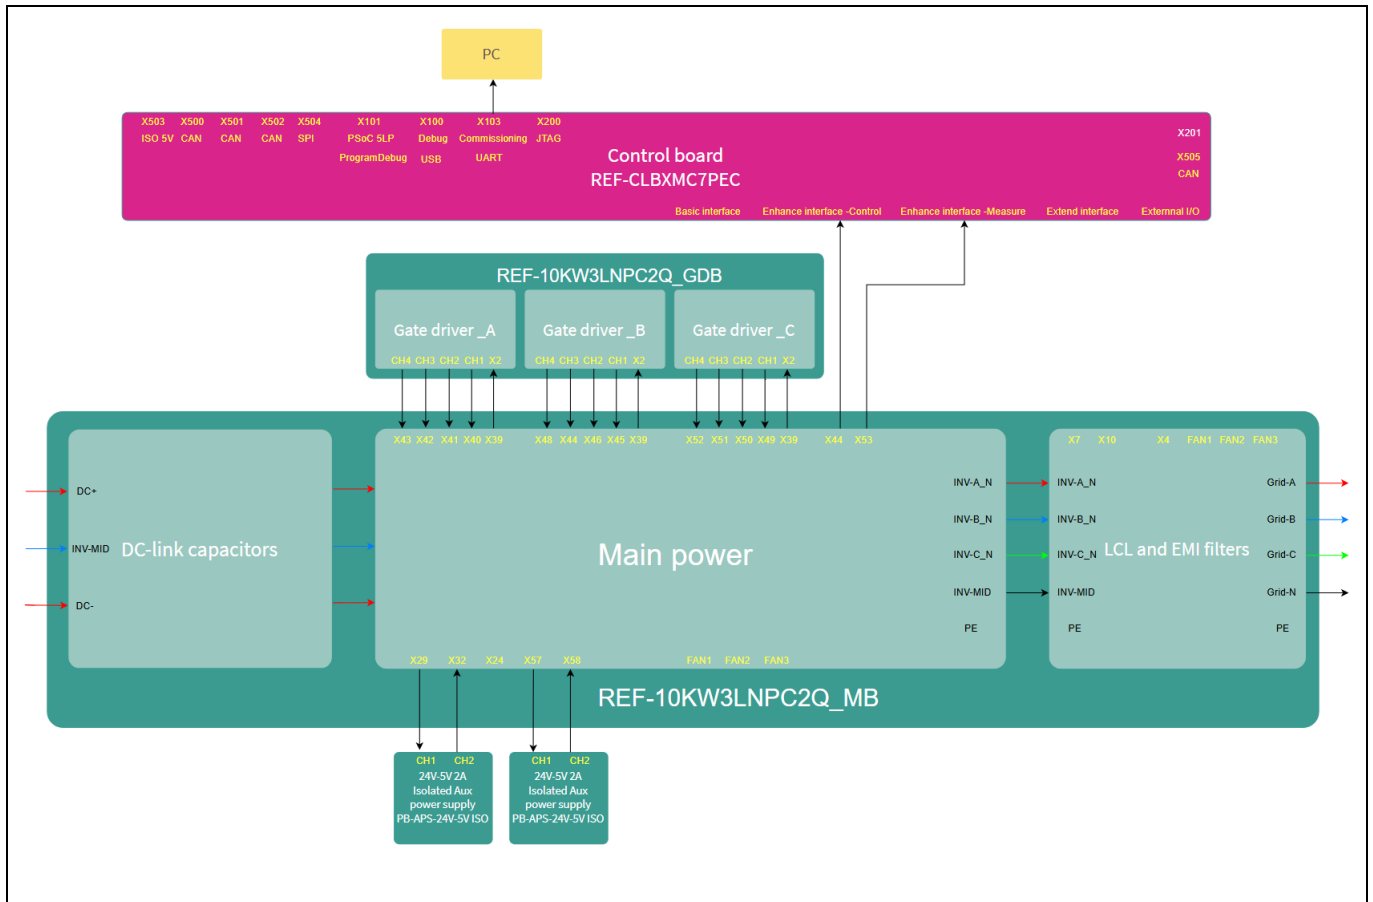 PC
X503 X500 X501 X502 X504 X101 X100 X103 X200
ISO 5V CAN CAN CAN SPI PSoC 5LP Debug Commissioning JTAG
ProgramDebug USB UART
X201
Control board
REF-CLBXMC7PEC
X505
CAN
Basic interface Enhance interface -Control Enhance interface -Measure Extend interface Externnal I/O
REF-10KW3LNPC2Q_GDB
Gate driver _A Gate driver _B Gate driver _C
CH4 CH3 CH2 CH1 X2 CH4 CH3 CH2 CH1 X2 CH4 CH3 CH2 CH1 X2
X43 X42 X41 X40 X39 X48 X44 X46 X45 X39 X52 X51 X50 X49 X39 X44 X53 X7 X10 X4 FAN1 FAN2 FAN3
DC+ INV-A_N INV-A_N Grid-A
INV-B_N INV-B_N Grid-B
INV-MID DC-link capacitors Main power INV-C_N INV-C_N LCL and EMI filters Grid-C
DC- INV-MID INV-MID Grid-N
PE PE PE
X29 X32 X24 X57 X58 FAN1 FAN2 FAN3
REF-10KW3LNPC2Q_MB
CH1 CH2 CH1 CH2
24V-5V 2A 24V-5V 2A
Isolated Aux Isolated Aux
power supply power supply
PB-APS-24V-5V ISO PB-APS-24V-5V ISO